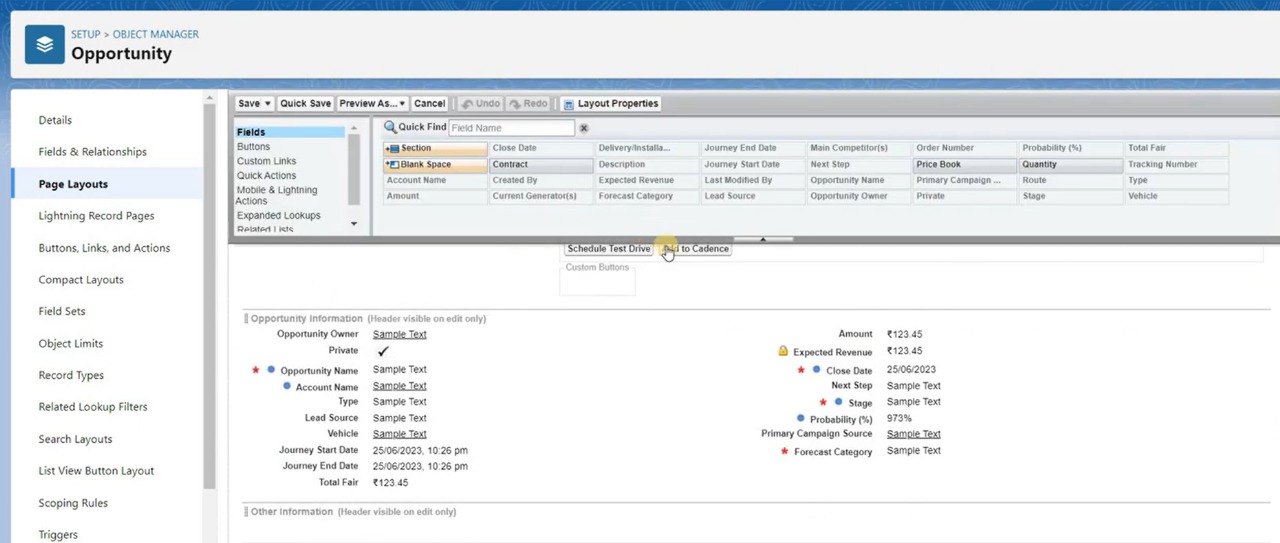 SETUP > OBJECT MANAGER
Opportunity
Details
Fields & Relationships
Page Layouts
Lightning Record Pages
Buttons, Links, and Actions
Compact Layouts
Field Sets
Object Limits
Record Types
Related Lookup Filters
Search Layouts
List View Button Layout
Scoping Rules
Triggers
Save Quick Save Preview As... Cancel Undo Redo Layout Properties
Fields
Buttons
Custom Links
Quick Actions
Mobile & Lightning
Actions
Expanded Lookups
Related Lists
Quick Find Field Name
Section Close Date Delivery/Installa... Journey End Date Main Competitor(s) Order Number Probability (%) Total Fair
Blank Space Contract Description Journey Start Date Next Step Price Book Quantity Tracking Number
Account Name Created By Expected Revenue Last Modified By Opportunity Name Primary Campaign ... Route Type
Amount Current Generator(s) Forecast Category Lead Source Opportunity Owner Private Stage Vehicle
Schedule Test Drive Add to Cadence
Custom Buttons
Opportunity Information (Header visible on edit only)
Opportunity Owner Sample Text Amount ₹123.45
Private ✓ Expected Revenue ₹123.45
* Opportunity Name Sample Text * Close Date 25/06/2023
Account Name Sample Text Next Step Sample Text
Type Sample Text * Stage Sample Text
Lead Source Sample Text Probability (%) 973%
Vehicle Sample Text Primary Campaign Source Sample Text
Journey Start Date 25/06/2023, 10:26 pm * Forecast Category Sample Text
Journey End Date 25/06/2023, 10:26 pm
Total Fair ₹123.45
Other Information (Header visible on edit only)